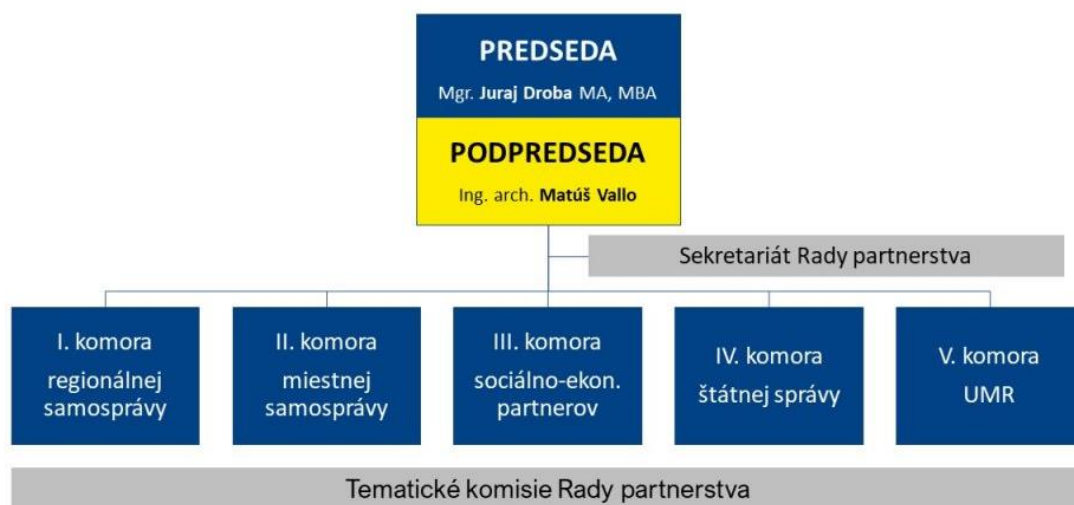 PREDSEDA
Mgr. Juraj Droba MA, MBA
PODPREDSEDA
Ing. arch. Matúš Vallo
Sekretariát Rady partnerstva
I. komora
regionálnej
samosprávy
II. komora
miestnej
samosprávy
III. komora
sociálno-ekon.
partnerov
IV. komora
štátnej správy
V. komora
UMR
Tematické komisie Rady partnerstva